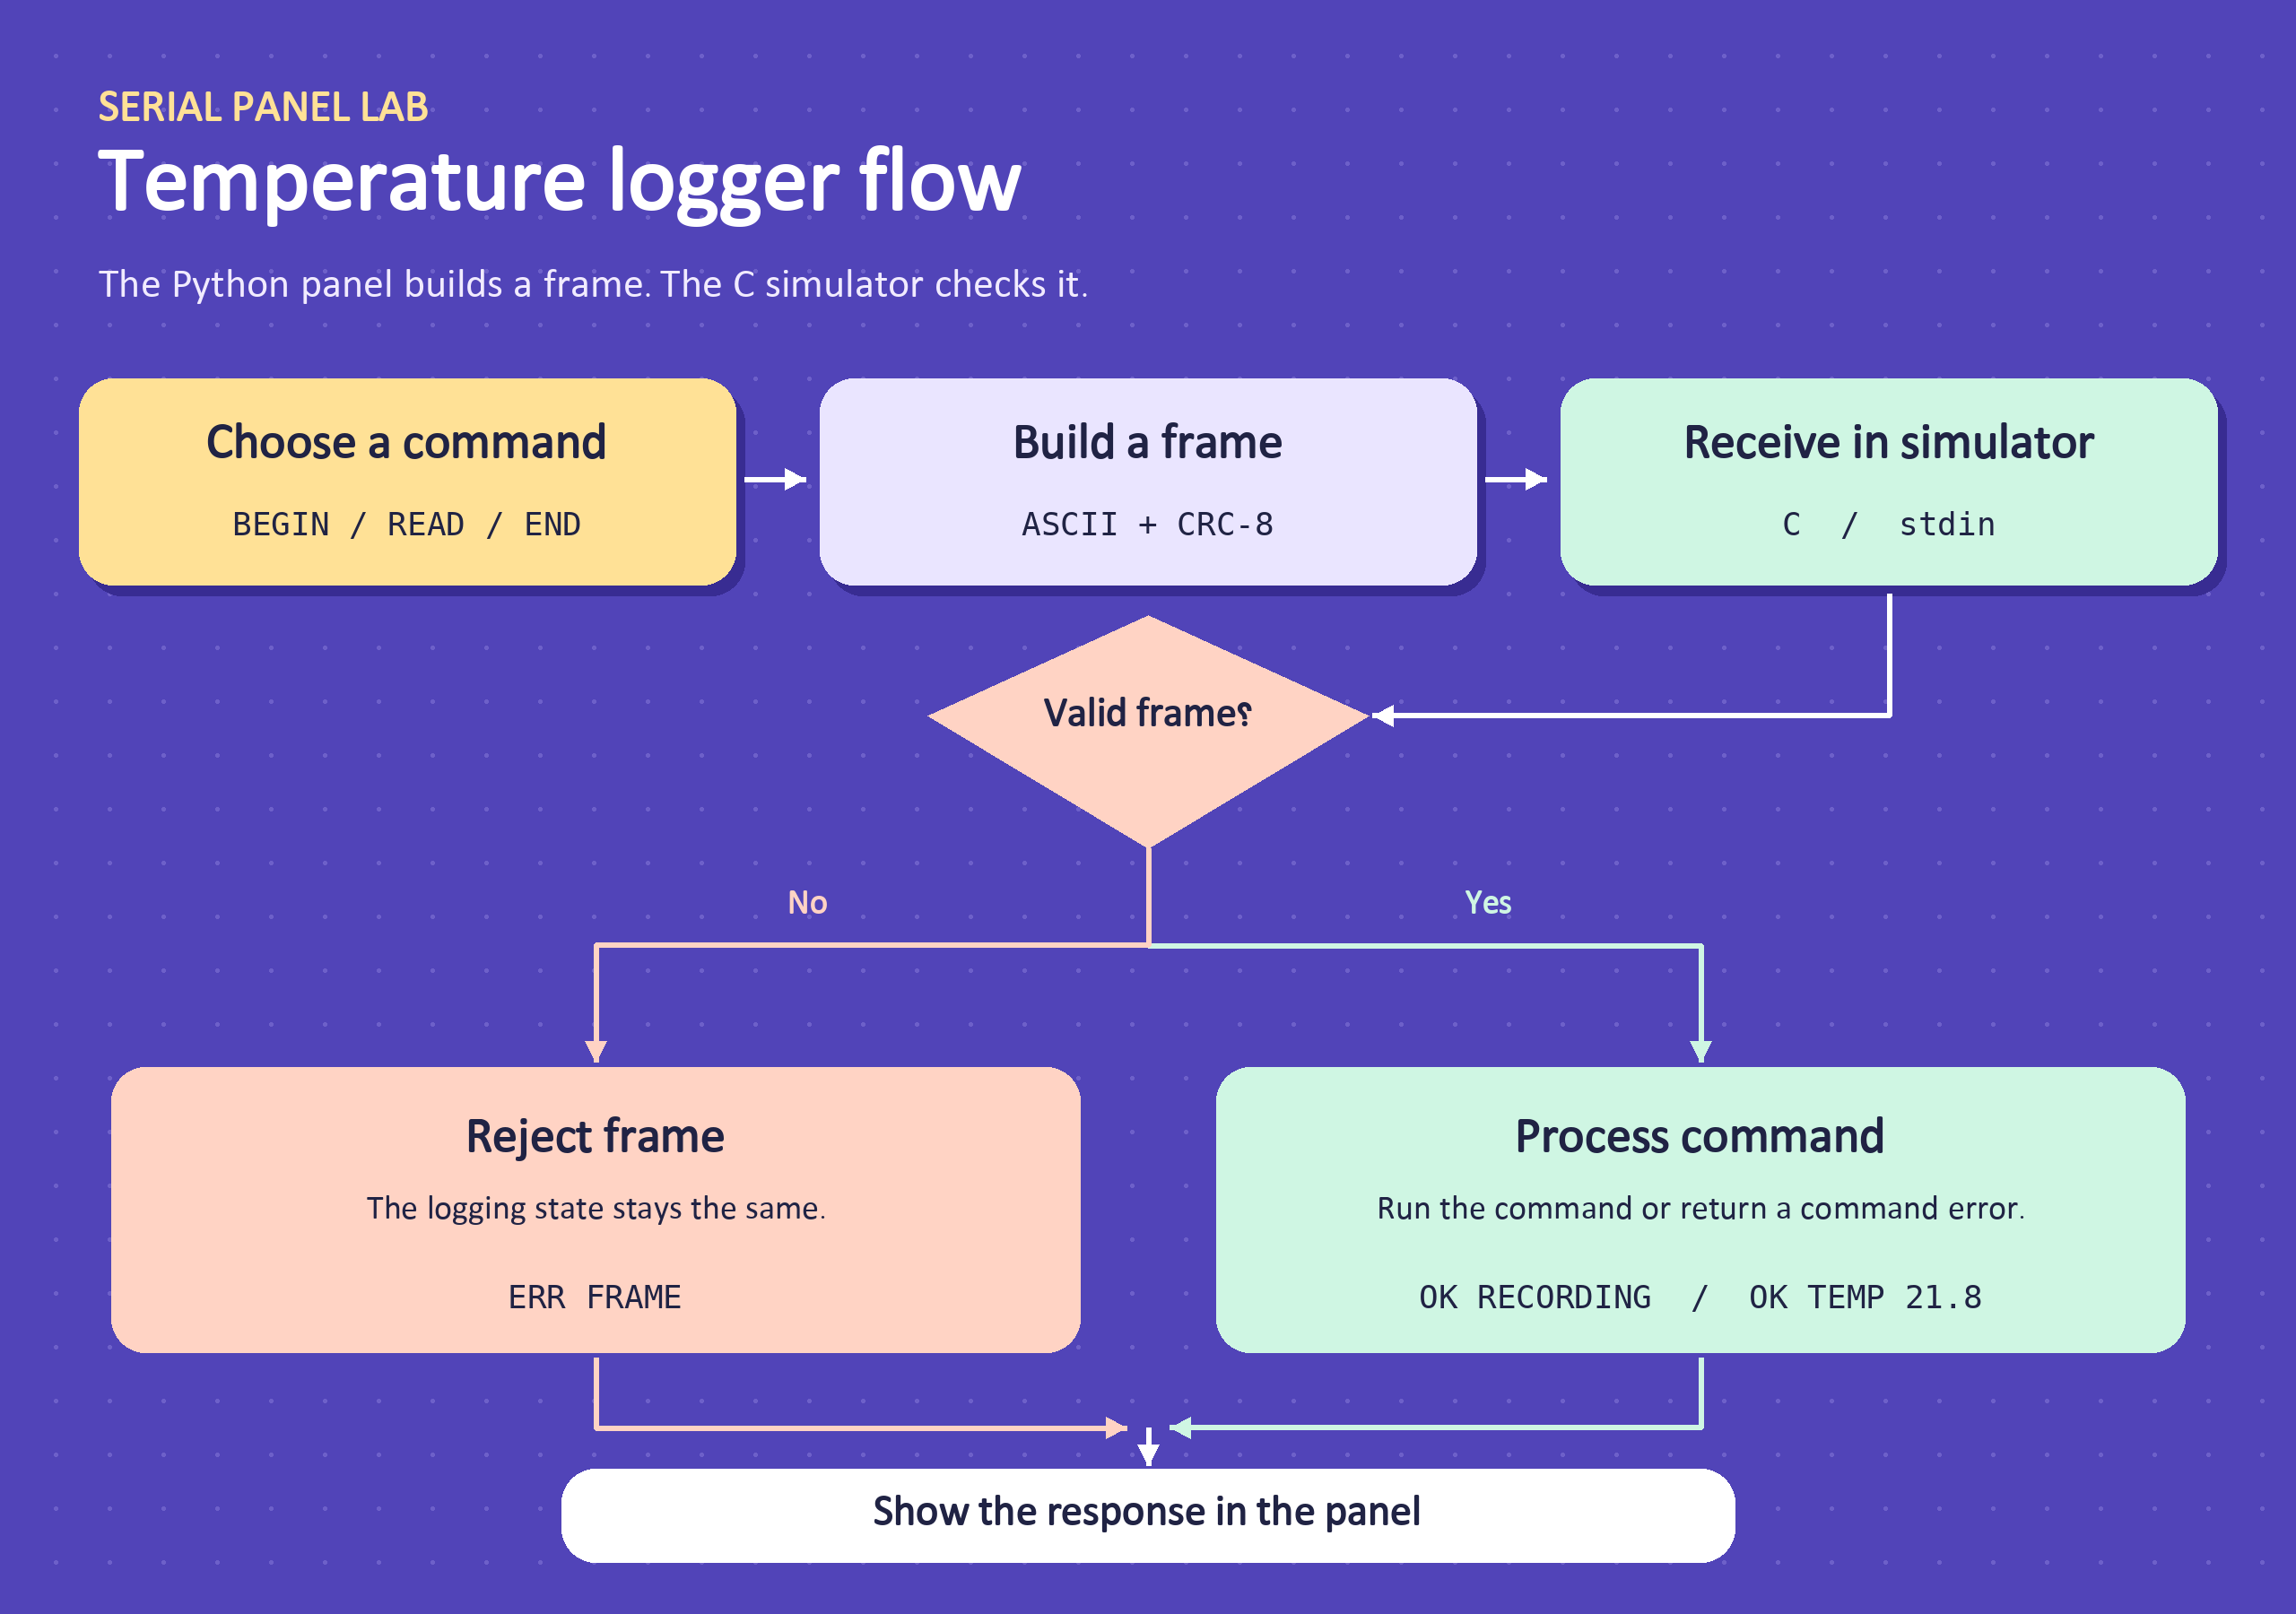 SERIAL PANEL LAB
Temperature logger flow
The Python panel builds a frame. The C simulator checks it.
Choose a command
BEGIN / READ / END
Build a frame
ASCII + CRC-8
Receive in simulator
C / stdin
Valid frame؟
No
Yes
Reject frame
The logging state stays the same.
ERR FRAME
Process command
Run the command or return a command error.
OK RECORDING / OK TEMP 21.8
Show the response in the panel